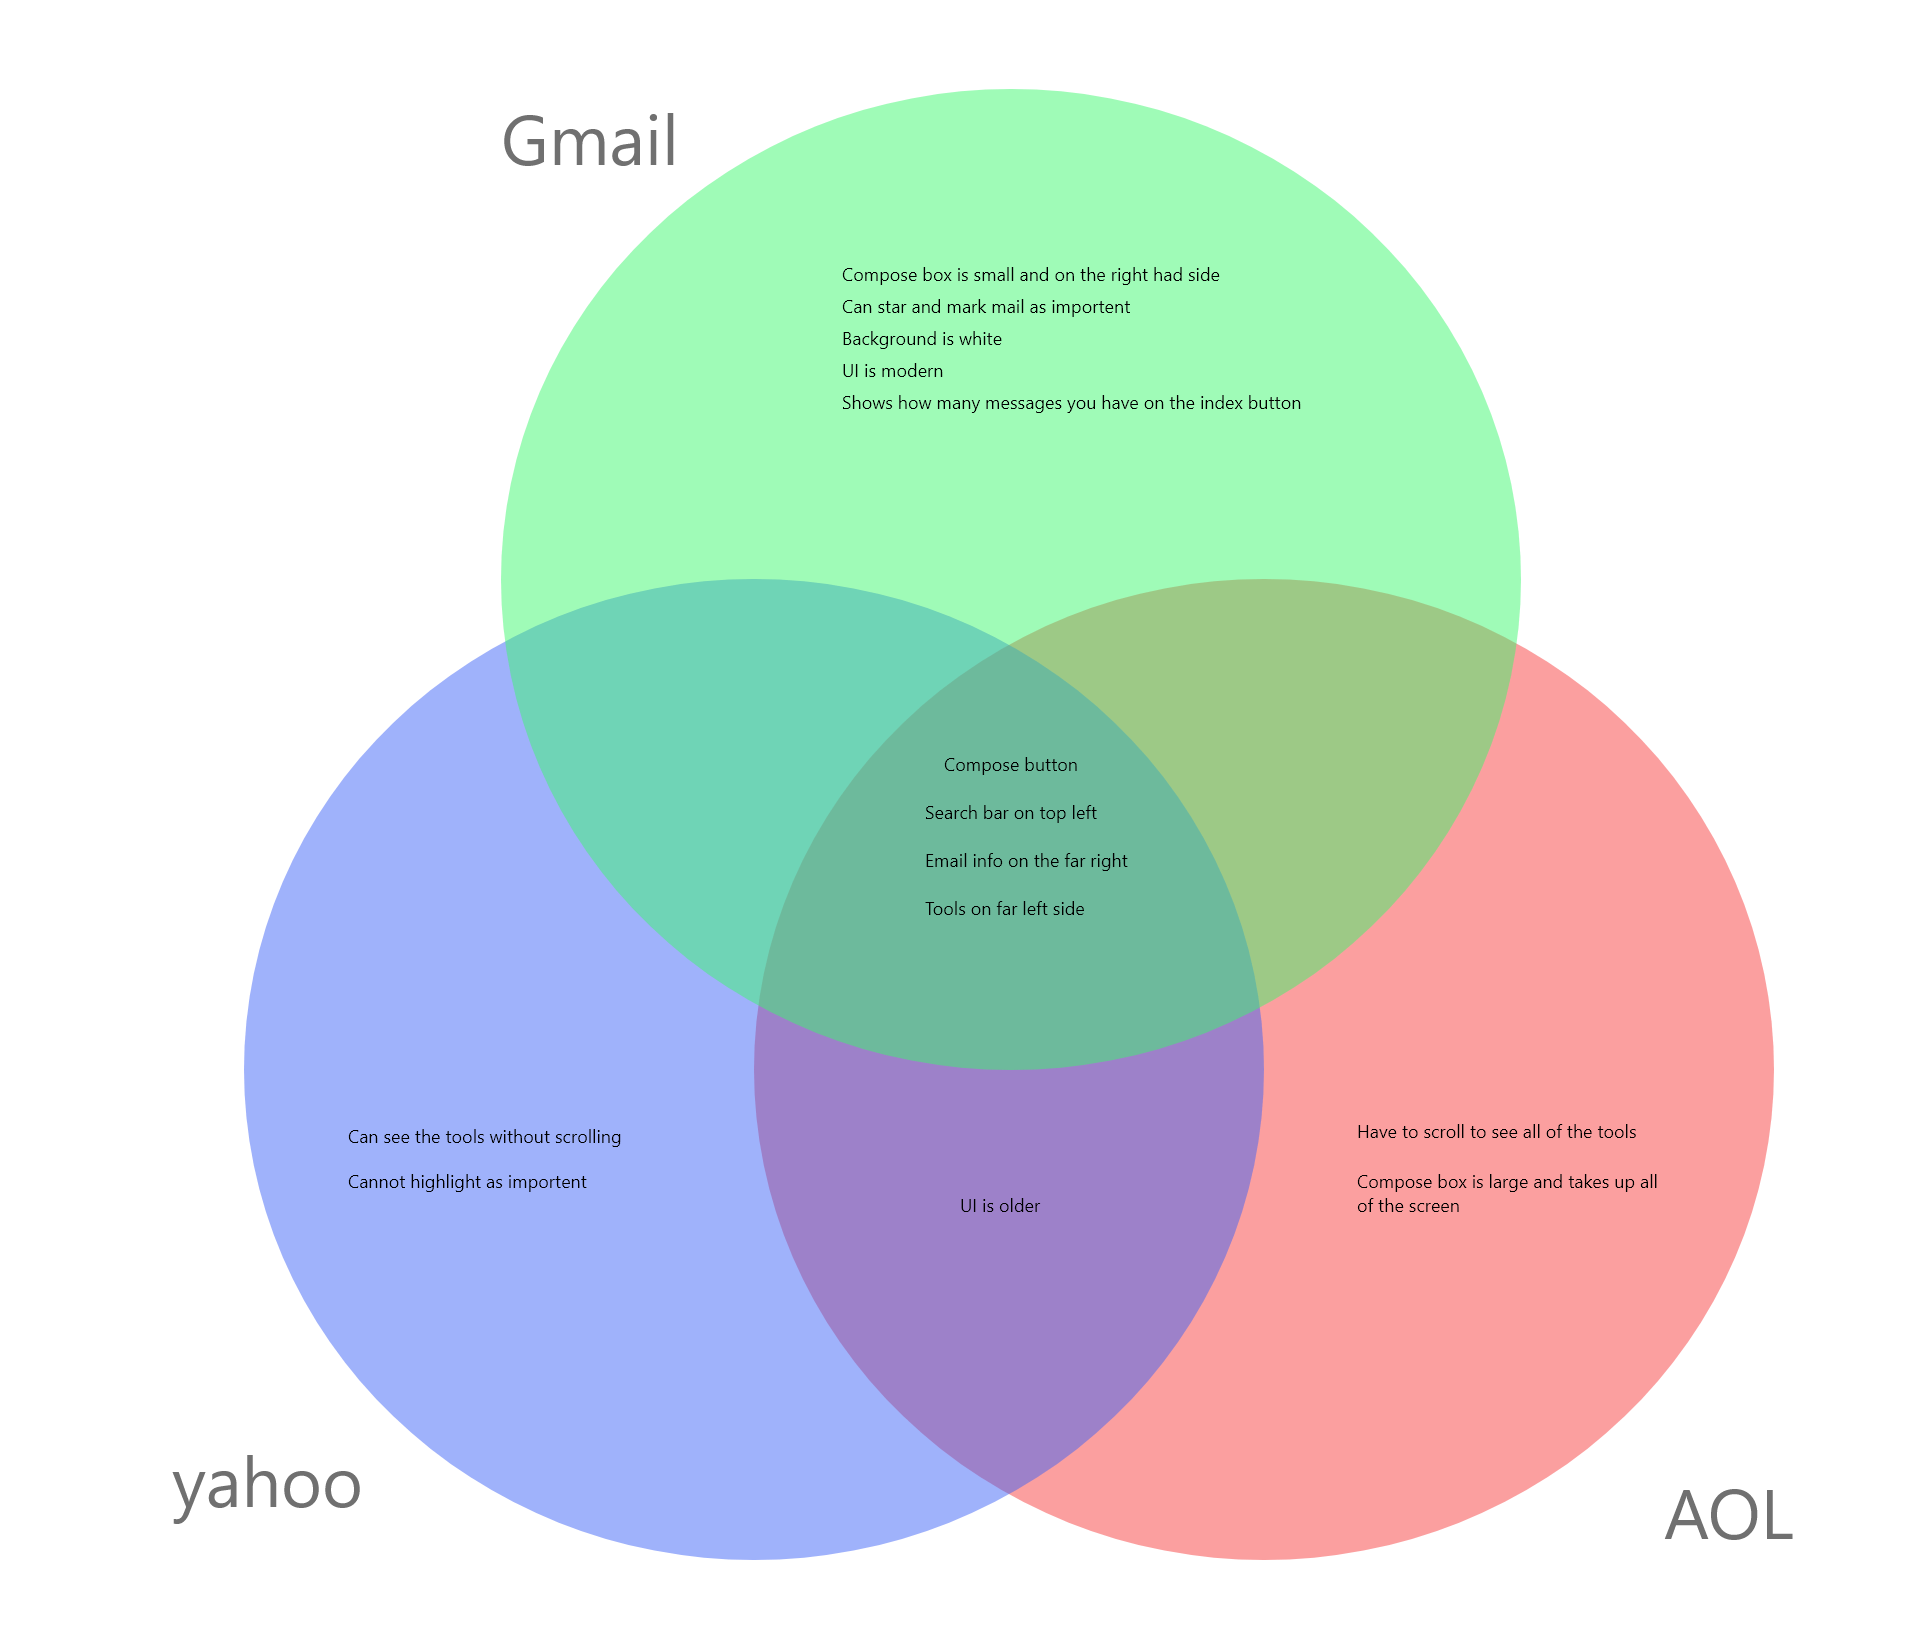 Gmail
Compose box is small and on the right had side
Can star and mark mail as importent
Background is white
UI is modern
Shows how many messages you have on the index button
Compose button
Search bar on top left
Email info on the far right
Tools on far left side
Can see the tools without scrolling
Cannot highlight as importent
UI is older
Have to scroll to see all of the tools
Compose box is large and takes up all
of the screen
yahoo
AOL